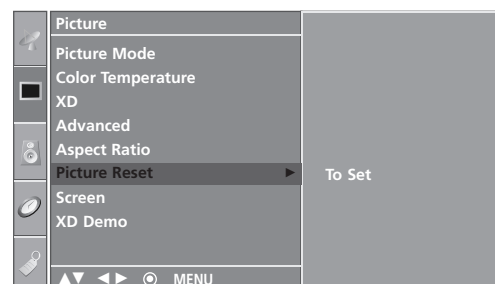 Picture
Picture Mode
Color Temperature
XD
Advanced
Aspect Ratio
Picture Reset ► To Set
Screen
XD Demo
▲▼ ◄► ⦿ MENU